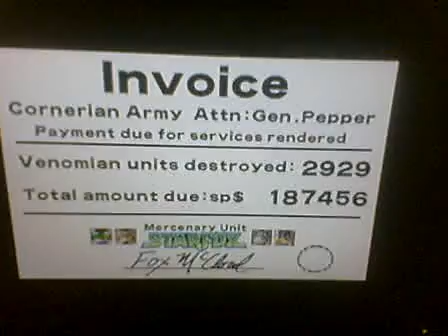 Invoice
Cornerian Army Attn:Gen.Pepper
Payment due for services rendered
Venomian units destroyed: 2929
Total amount due:sp$ 187456
Mercenary Unit
STARFOX
Fox McCloud